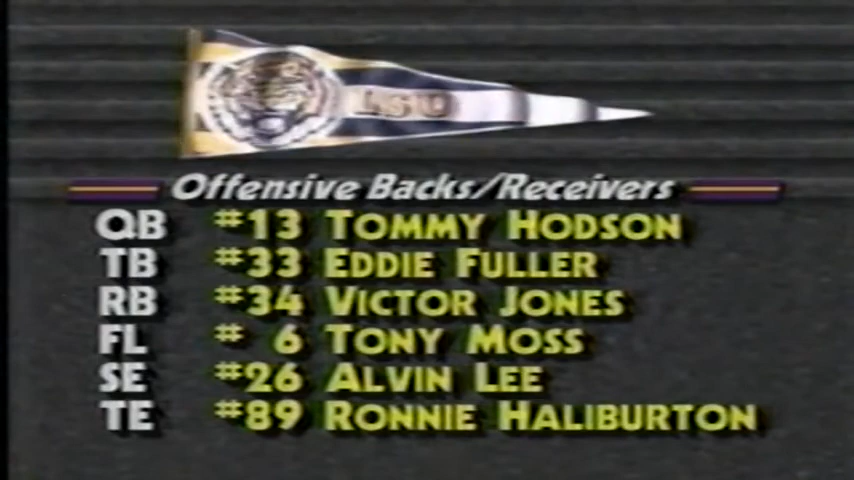 LSU
Offensive Backs/Receivers
QB #13 TOMMY HODSON
TB #33 EDDIE FULLER
RB #34 VICTOR JONES
FL # 6 TONY MOSS
SE #26 ALVIN LEE
TE #89 RONNIE HALIBURTON